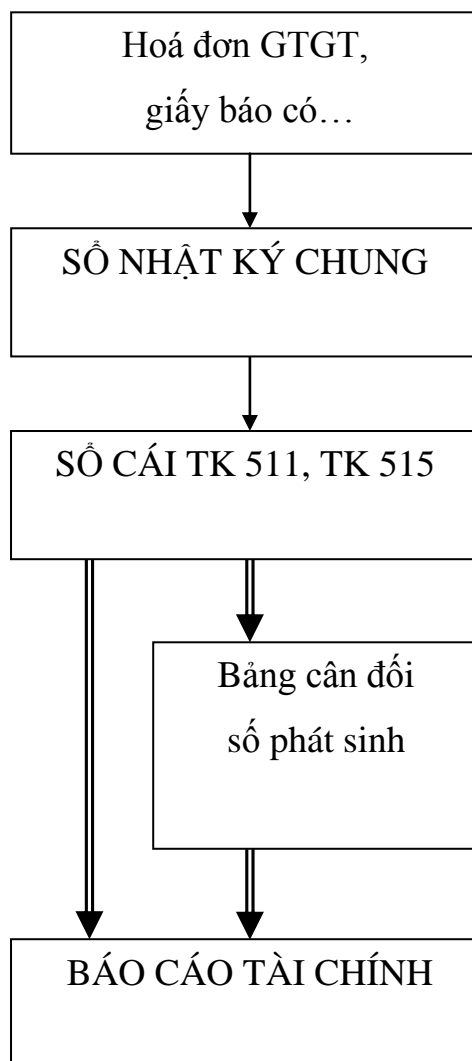 Hoá đơn GTGT,
giấy báo có…
SỔ NHẬT KÝ CHUNG
SỔ CÁI TK 511, TK 515
Bảng cân đối
số phát sinh
BÁO CÁO TÀI CHÍNH